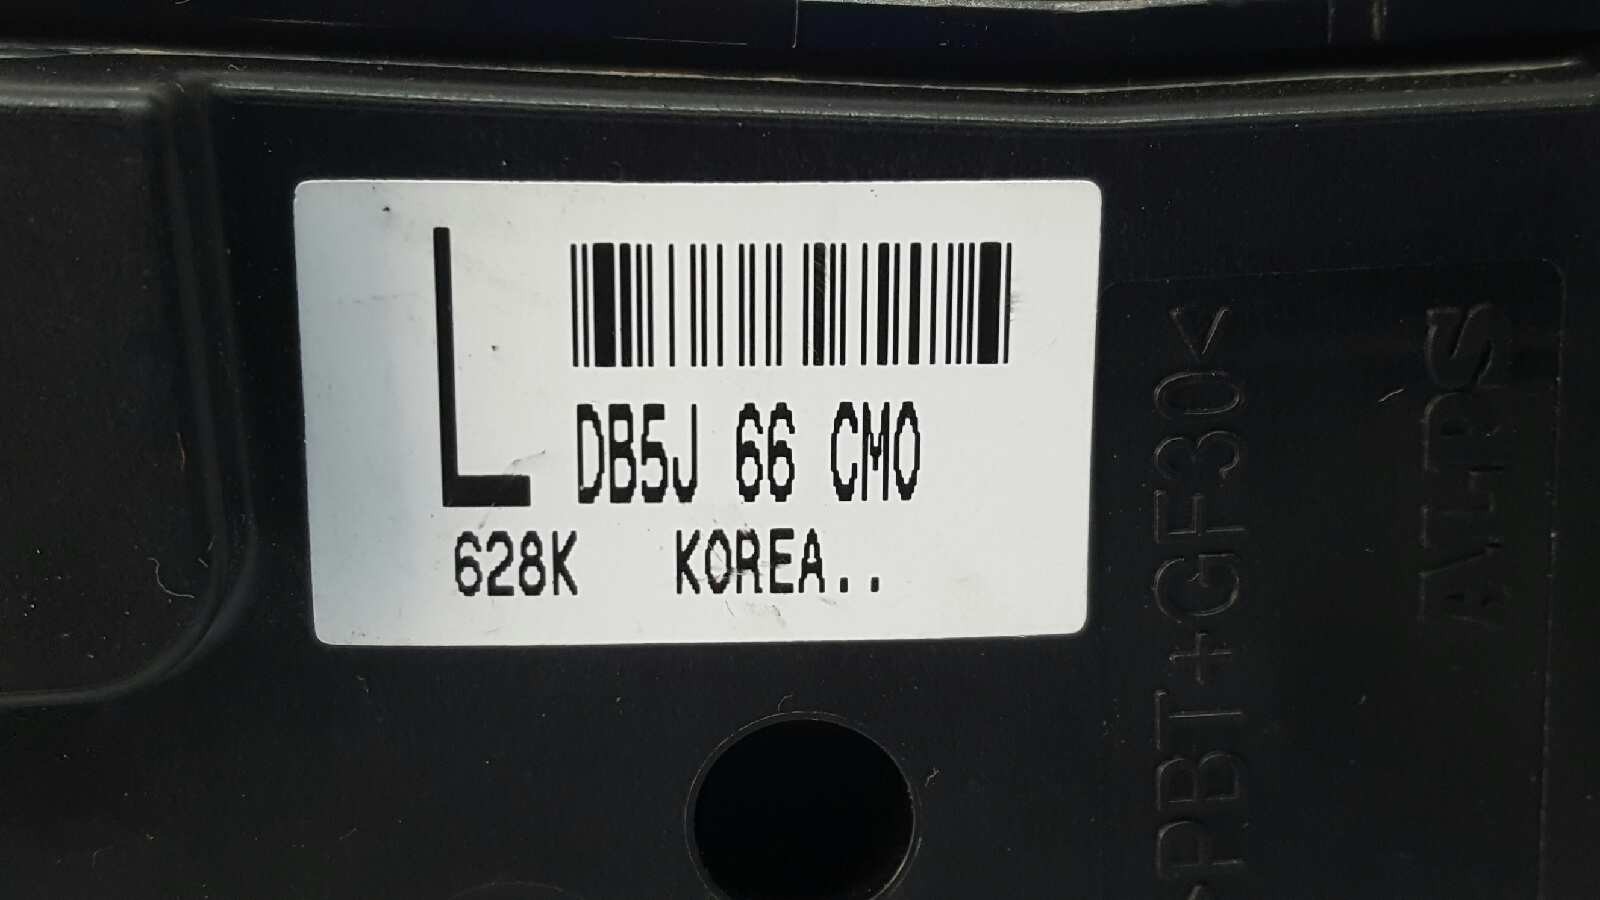 L
DB5J 66 CM0
628K KOREA..
>PBT+GF30<
ALPS